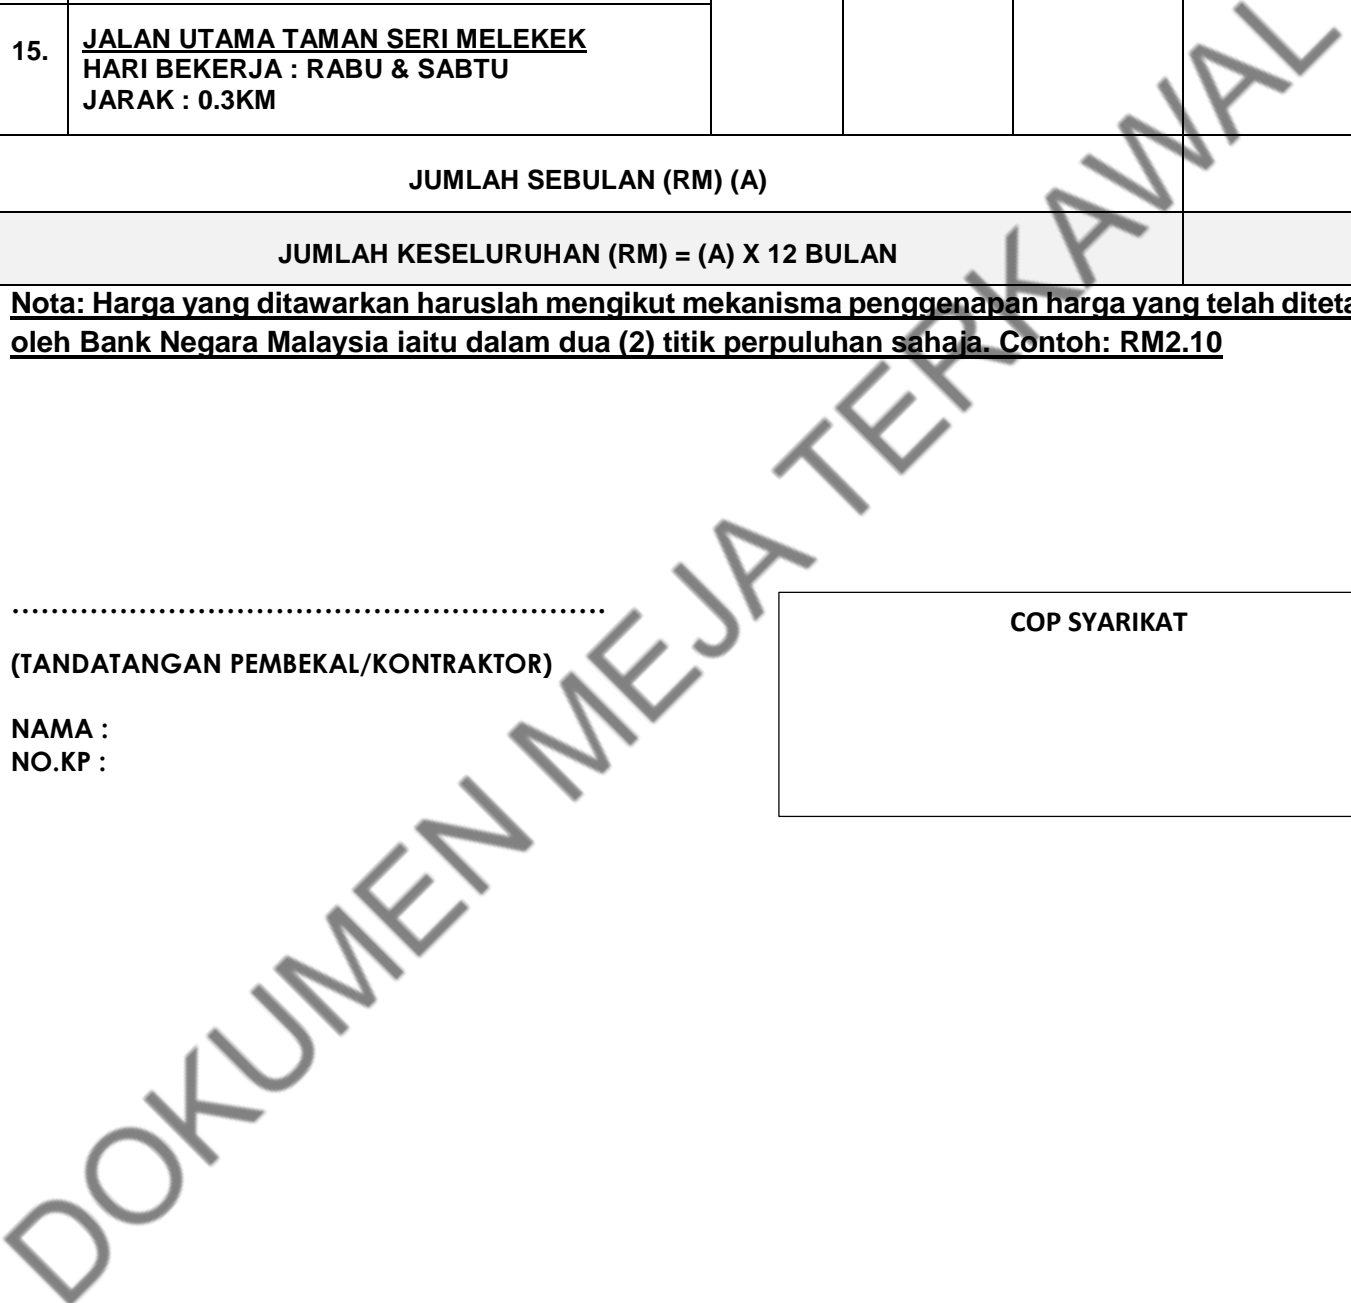 15.
JALAN UTAMA TAMAN SERI MELEKEK
HARI BEKERJA : RABU & SABTU
JARAK : 0.3KM
JUMLAH SEBULAN (RM) (A)
JUMLAH KESELURUHAN (RM) = (A) X 12 BULAN
Nota: Harga yang ditawarkan haruslah mengikut mekanisma penggenapan harga yang telah diteta
oleh Bank Negara Malaysia iaitu dalam dua (2) titik perpuluhan sahaja. Contoh: RM2.10
…………………………………………………….
COP SYARIKAT
(TANDATANGAN PEMBEKAL/KONTRAKTOR)
NAMA :
NO.KP :
DOKUMEN MEJA TERKAWAL